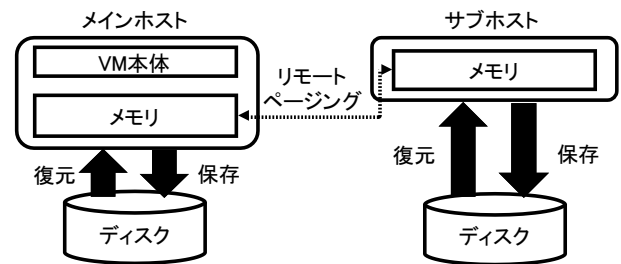 メインホスト
サブホスト
VM本体
メモリ
リモート
ページング
メモリ
復元
保存
復元
保存
ディスク
ディスク